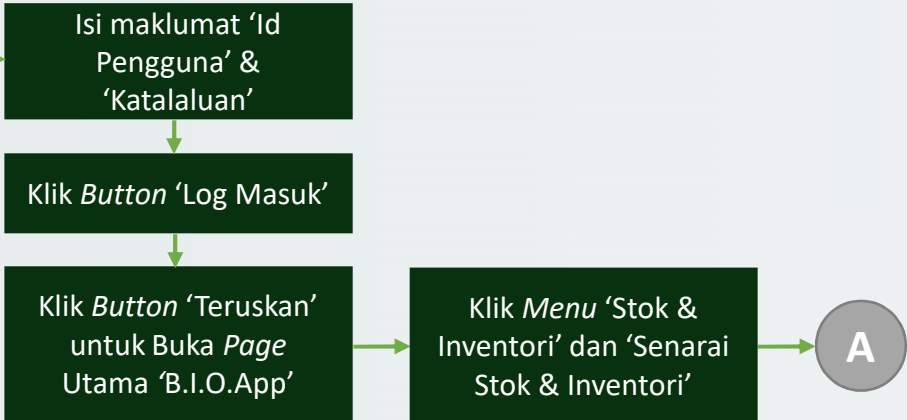 Isi maklumat ‘Id
Pengguna’ &
‘Katalaluan’
Klik Button ‘Log Masuk’
Klik Button ‘Teruskan’
untuk Buka Page
Utama ‘B.I.O.App’
Klik Menu ‘Stok &
Inventori’ dan ‘Senarai
Stok & Inventori’
A